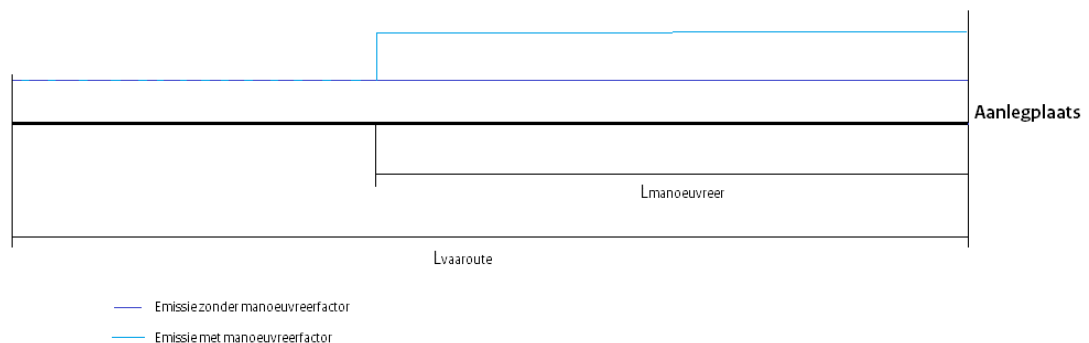 Aanlegplaats
Lmanoeuvreer
Lvaaroute
Emissie zonder manoeuvreerfactor
Emissie met manoeuvreerfactor